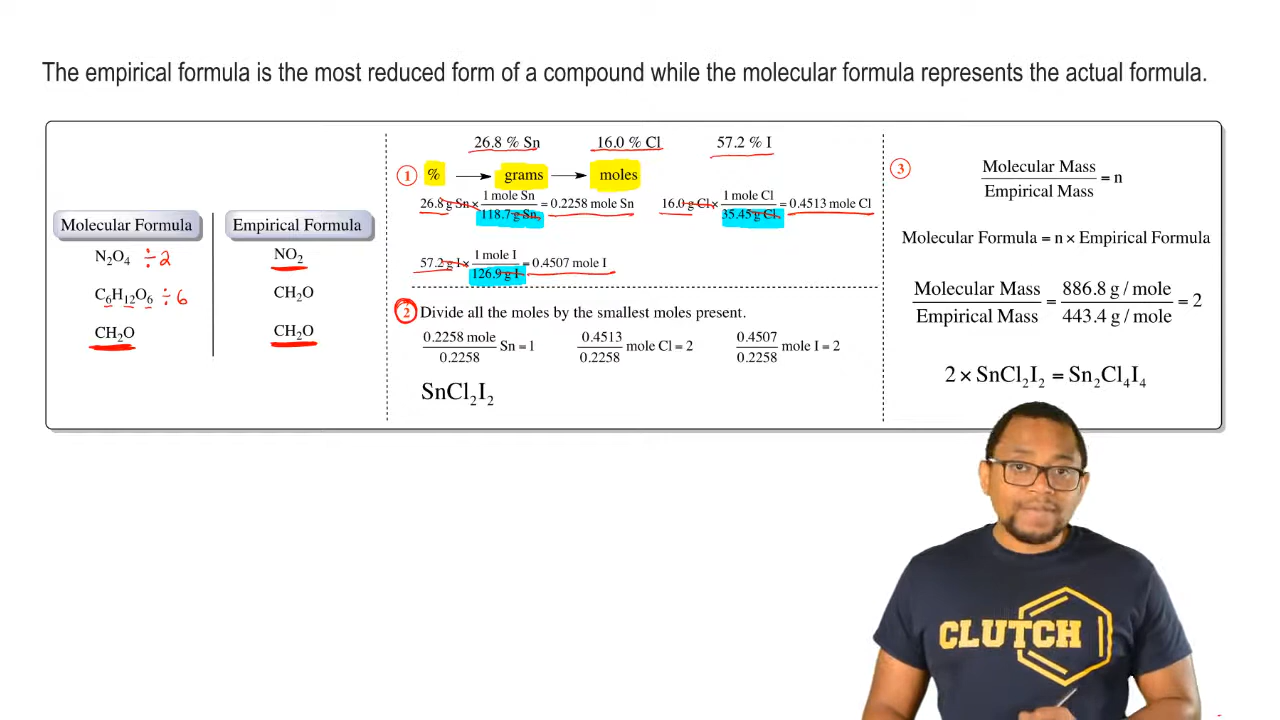 The empirical formula is the most reduced form of a compound while the molecular formula represents the actual formula.
Molecular Formula
Empirical Formula
N₂O₄ ÷2
NO₂
C₆H₁₂O₆ ÷6
CH₂O
CH₂O
CH₂O
26.8 % Sn 16.0 % Cl 57.2 % I
① % → grams → moles
26.8 g Sn × 1 mole Sn / 118.7 g Sn = 0.2258 mole Sn
16.0 g Cl × 1 mole Cl / 35.45 g Cl = 0.4513 mole Cl
57.2 g I × 1 mole I / 126.9 g I = 0.4507 mole I
② Divide all the moles by the smallest moles present.
0.2258 mole / 0.2258 Sn = 1
0.4513 / 0.2258 mole Cl = 2
0.4507 / 0.2258 mole I = 2
SnCl₂I₂
③ Molecular Mass / Empirical Mass = n
Molecular Formula = n × Empirical Formula
Molecular Mass / Empirical Mass = 886.8 g / mole / 443.4 g / mole = 2
2 × SnCl₂I₂ = Sn₂Cl₄I₄
CLUTCH